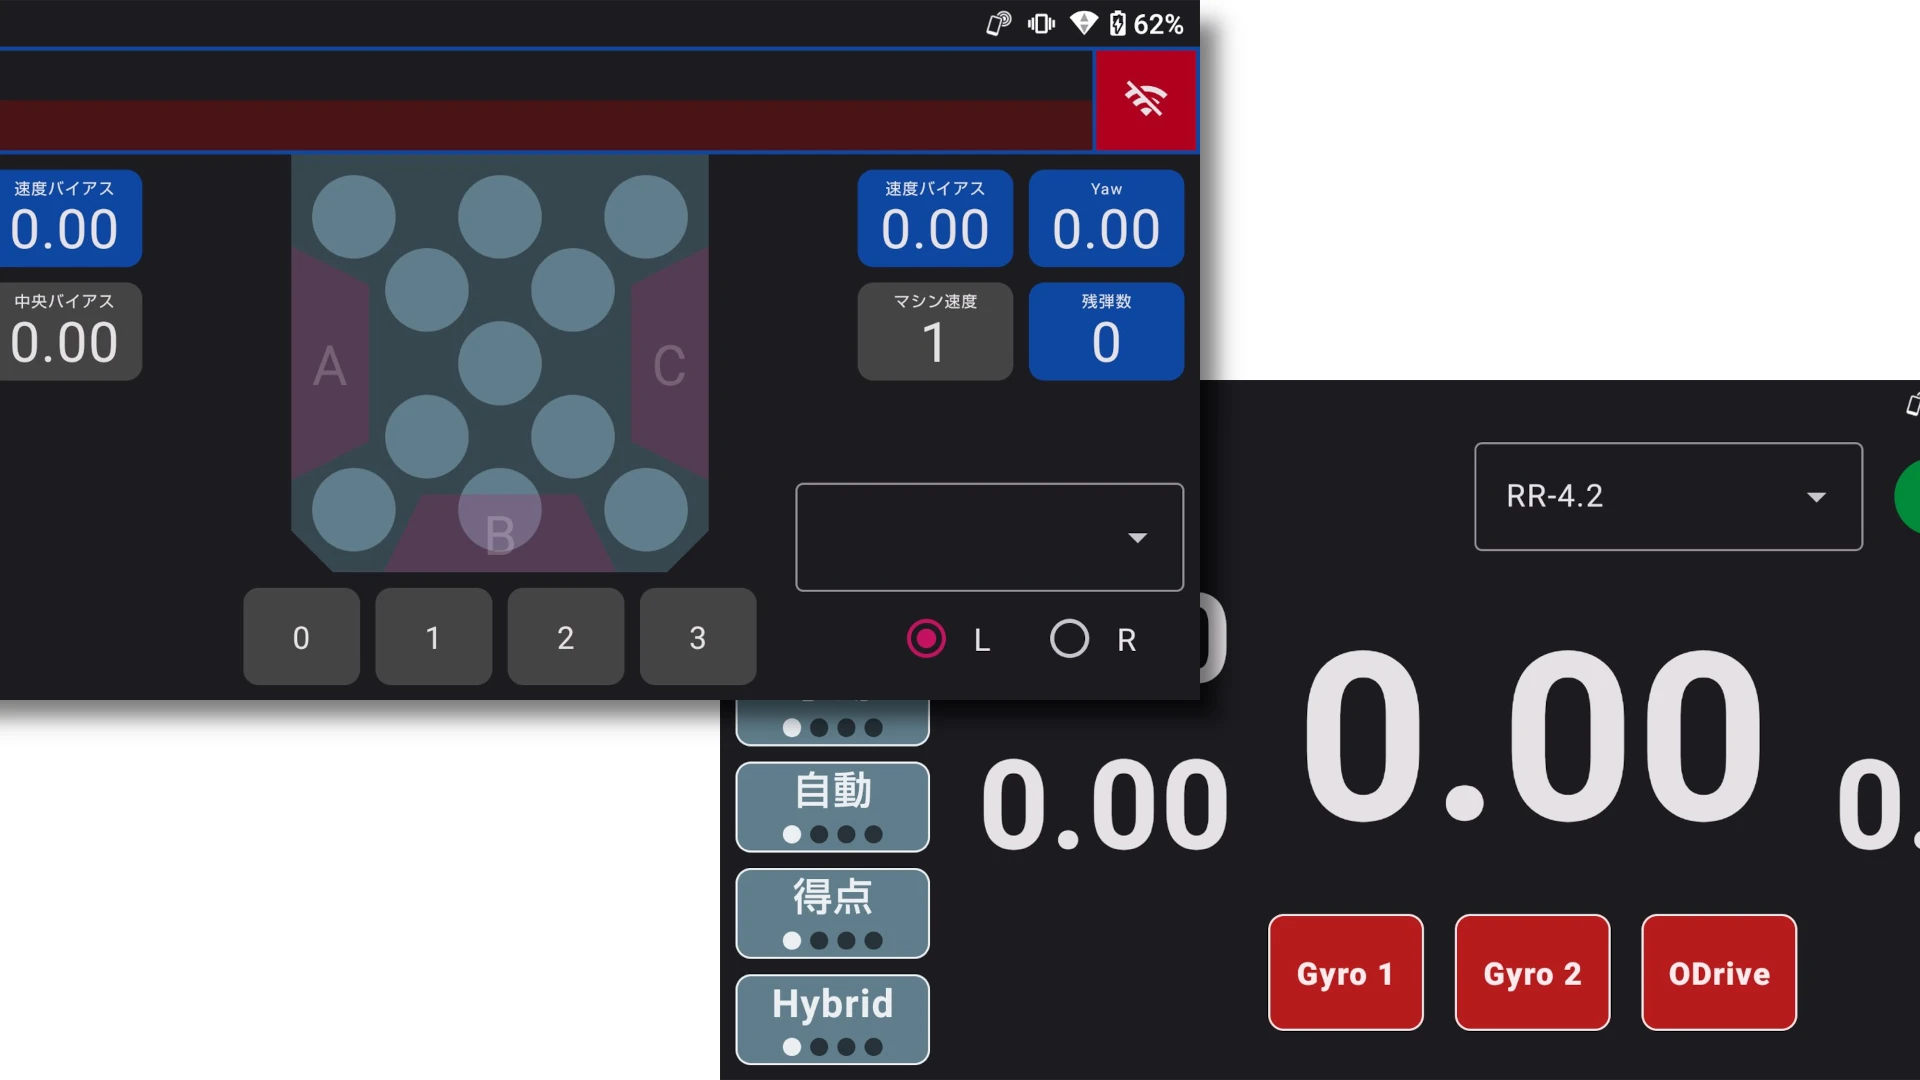 62%
速度バイアス
0.00
中央バイアス
0.00
A
C
B
速度バイアス
0.00
Yaw
0.00
マシン速度
1
残弾数
0
0
1
2
3
L
R
RR-4.2
自動
得点
Hybrid
0.00
0.00
0.
Gyro 1
Gyro 2
ODrive